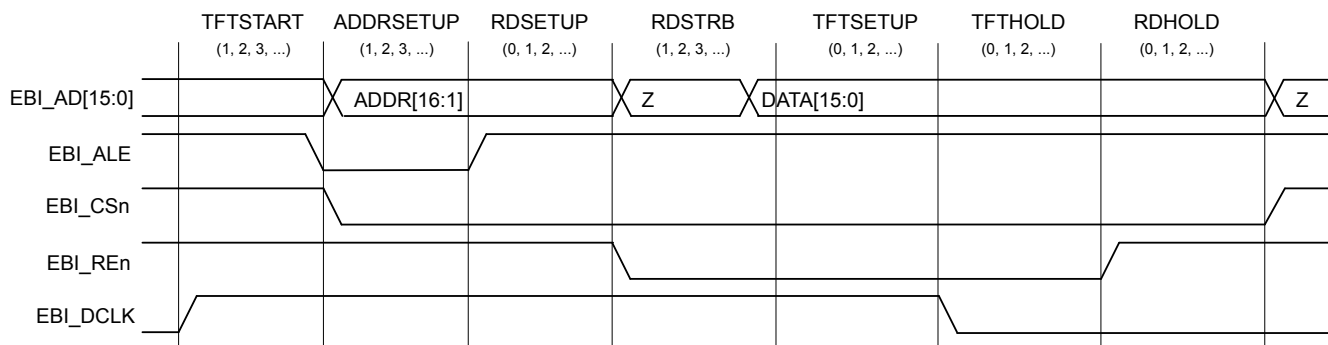 TFTSTART ADDRSETUP RDSETUP RDSTRB TFTSETUP TFTHOLD RDHOLD
(1, 2, 3, ...) (1, 2, 3, ...) (0, 1, 2, ...) (1, 2, 3, ...) (0, 1, 2, ...) (0, 1, 2, ...) (0, 1, 2, ...)
EBI_AD[15:0] ADDR[16:1] Z DATA[15:0] Z
EBI_ALE
EBI_CSn
EBI_REn
EBI_DCLK